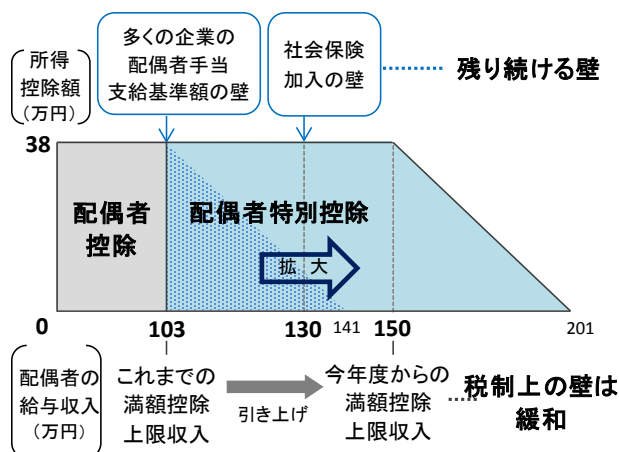 所得
控除額
(万円)
多くの企業の
配偶者手当
支給基準額の壁
社会保険
加入の壁
残り続ける壁
38
配偶者
控除
配偶者特別控除
拡大
0
103
130
141
150
201
配偶者の
給与収入
(万円)
これまでの
満額控除
上限収入
引き上げ
今年度からの
満額控除
上限収入
税制上の壁は
緩和